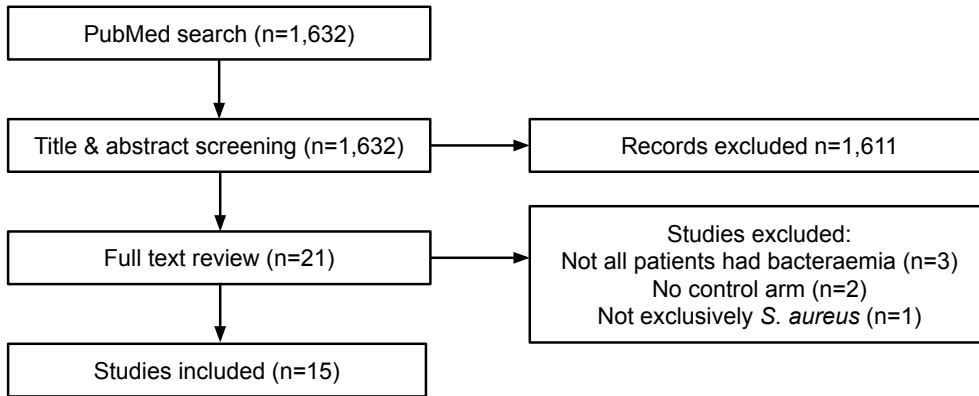 PubMed search (n=1,632)
Title & abstract screening (n=1,632)
Records excluded n=1,611
Full text review (n=21)
Studies excluded:
Not all patients had bacteraemia (n=3)
No control arm (n=2)
Not exclusively S. aureus (n=1)
Studies included (n=15)